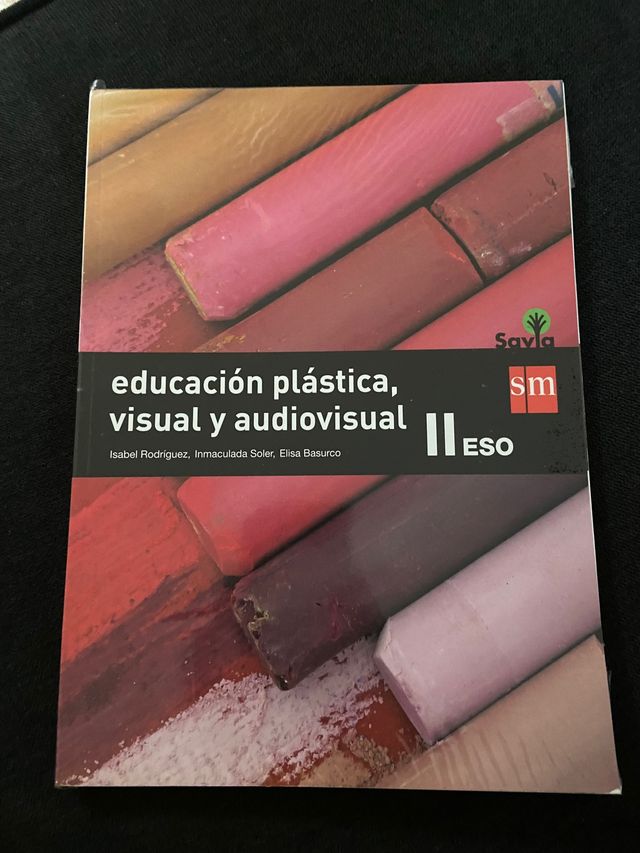 Savia
sm
educación plástica,
visual y audiovisual
II ESO
Isabel Rodríguez, Inmaculada Soler, Elisa Basurco